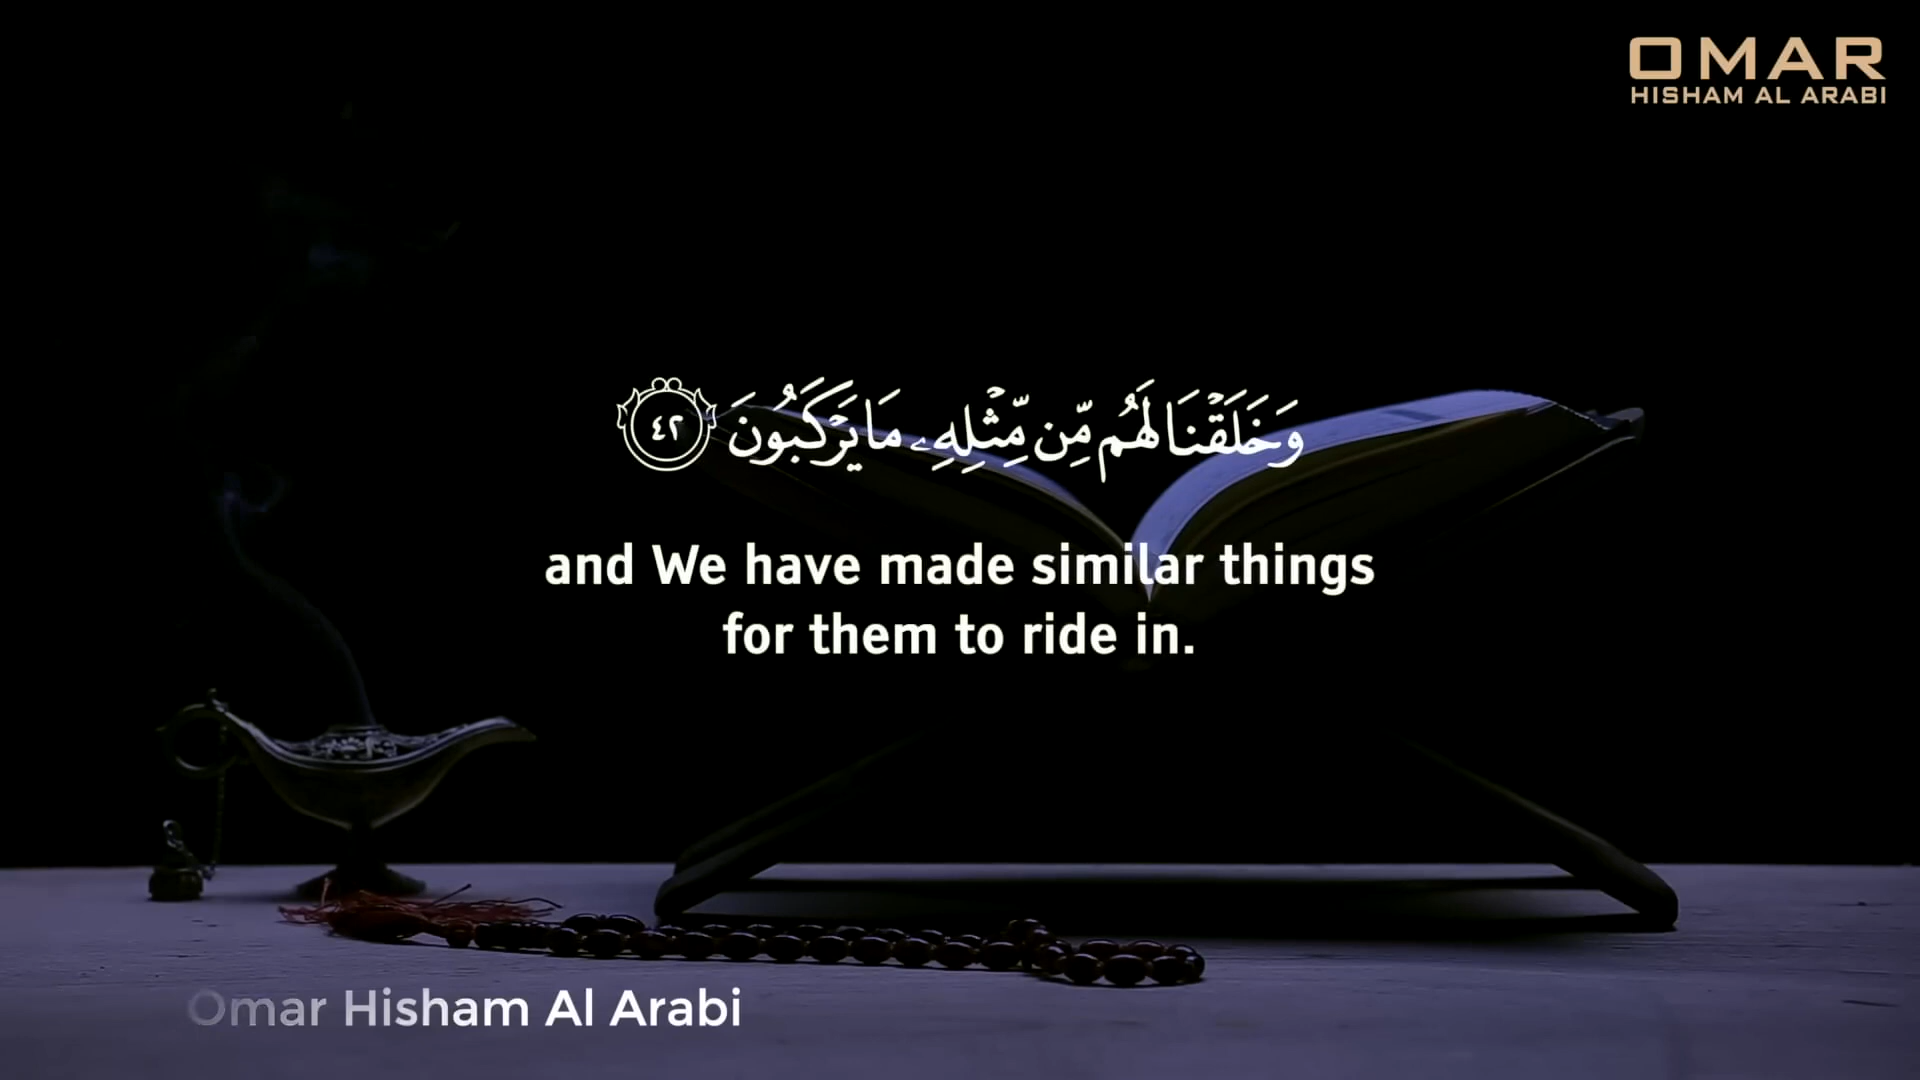 OMAR
HISHAM AL ARABI
وَخَلَقْنَا لَهُم مِّن مِّثْلِهِۦ مَا يَرْكَبُونَ ٤٢
and We have made similar things
for them to ride in.
Omar Hisham Al Arabi